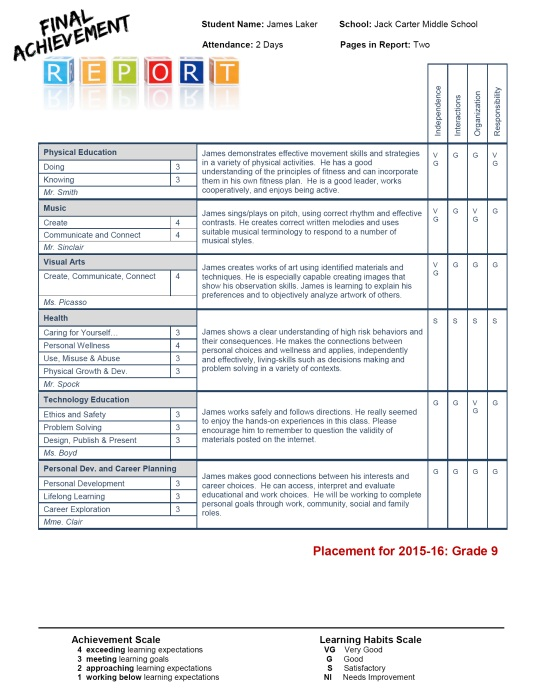 FINAL
ACHIEVEMENT
REPORT
Student Name: James Laker School: Jack Carter Middle School
Attendance: 2 Days Pages in Report: Two
Independence
Interactions
Organization
Responsibility
Physical Education
Doing 3
Knowing 3
Mr. Smith
James demonstrates effective movement skills and strategies
in a variety of physical activities. He has a good
understanding of the principles of fitness and can incorporate
them in his own fitness plan. He is a good leader, works
cooperatively, and enjoys being active.
VG G G VG
Music
Create 4
Communicate and Connect 4
Mr. Sinclair
James sings/plays on pitch, using correct rhythm and effective
contrasts. He creates correct written melodies and uses
suitable musical terminology to respond to a number of
musical styles.
VG G VG G
Visual Arts
Create, Communicate, Connect 4
Ms. Picasso
James creates works of art using identified materials and
techniques. He is especially capable creating images that
show his observation skills. James is learning to explain his
preferences and to objectively analyze artwork of others.
VG G G G
Health
Caring for Yourself... 3
Personal Wellness 4
Use, Misuse & Abuse 3
Physical Growth & Dev. 3
Mr. Spock
James shows a clear understanding of high risk behaviors and
their consequences. He makes the connections between
personal choices and wellness and applies, independently
and effectively, living-skills such as decisions making and
problem solving in a variety of contexts.
S S S S
Technology Education
Ethics and Safety 3
Problem Solving 3
Design, Publish & Present 3
Ms. Boyd
James works safely and follows directions. He really seemed
to enjoy the hands-on experiences in this class. Please
encourage him to remember to question the validity of
materials posted on the internet.
G G VG G
Personal Dev. and Career Planning
Personal Development 3
Lifelong Learning 3
Career Exploration 3
Mme. Clair
James makes good connections between his interests and
career choices. He can access, interpret and evaluate
educational and work choices. He will be working to complete
personal goals through work, community, social and family
roles.
G G G G
Placement for 2015-16: Grade 9
Achievement Scale
4 exceeding learning expectations
3 meeting learning goals
2 approaching learning expectations
1 working below learning expectations
Learning Habits Scale
VG Very Good
G Good
S Satisfactory
NI Needs Improvement